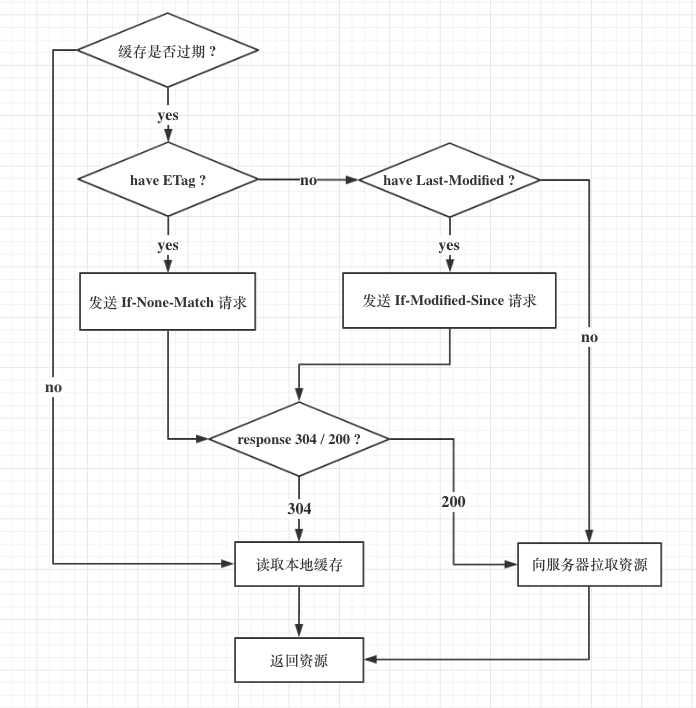 缓存是否过期 ?
yes
have ETag ?
no
have Last-Modified ?
yes
yes
发送 If-None-Match 请求
发送 If-Modified-Since 请求
no
no
response 304 / 200 ?
200
304
读取本地缓存
向服务器拉取资源
返回资源